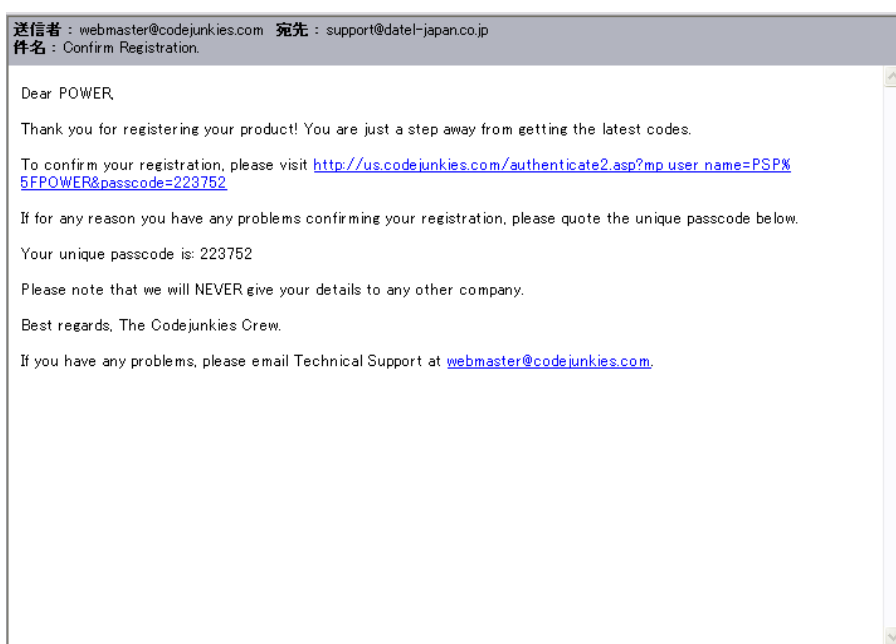 送信者： webmaster@codejunkies.com 宛先： support@datel-japan.co.jp
件名： Confirm Registration.
Dear POWER,
Thank you for registering your product! You are just a step away from getting the latest codes.
To confirm your registration, please visit http://us.codejunkies.com/authenticate2.asp?mp_user_name=PSP%
5FPOWER&passcode=223752
If for any reason you have any problems confirming your registration, please quote the unique passcode below.
Your unique passcode is: 223752
Please note that we will NEVER give your details to any other company.
Best regards, The Codejunkies Crew.
If you have any problems, please email Technical Support at webmaster@codejunkies.com.